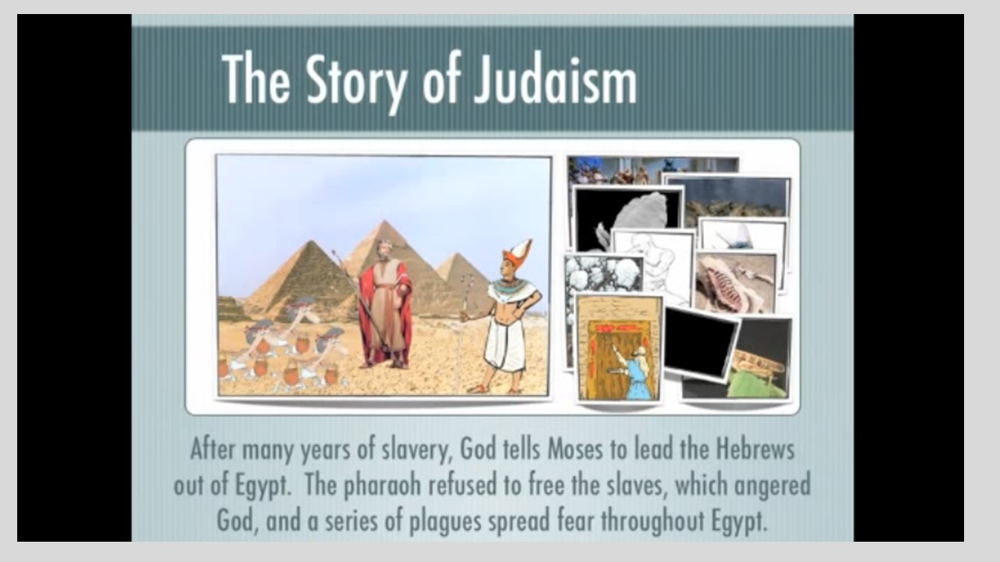 The Story of Judaism
After many years of slavery, God tells Moses to lead the Hebrews
out of Egypt.  The pharaoh refused to free the slaves, which angered
God, and a series of plagues spread fear throughout Egypt.